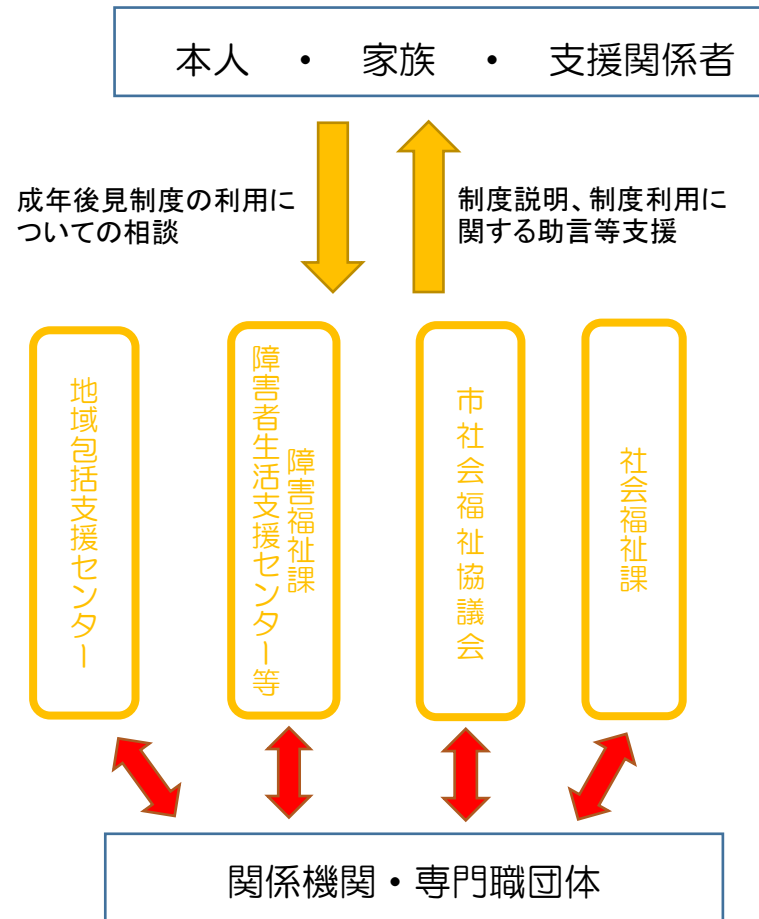 本人 ・ 家族 ・ 支援関係者
成年後見制度の利用に
ついての相談
制度説明、制度利用に
関する助言等支援
地域包括支援センター
障害福祉課
障害者生活支援センター等
市社会福祉協議会
社会福祉課
関係機関・専門職団体